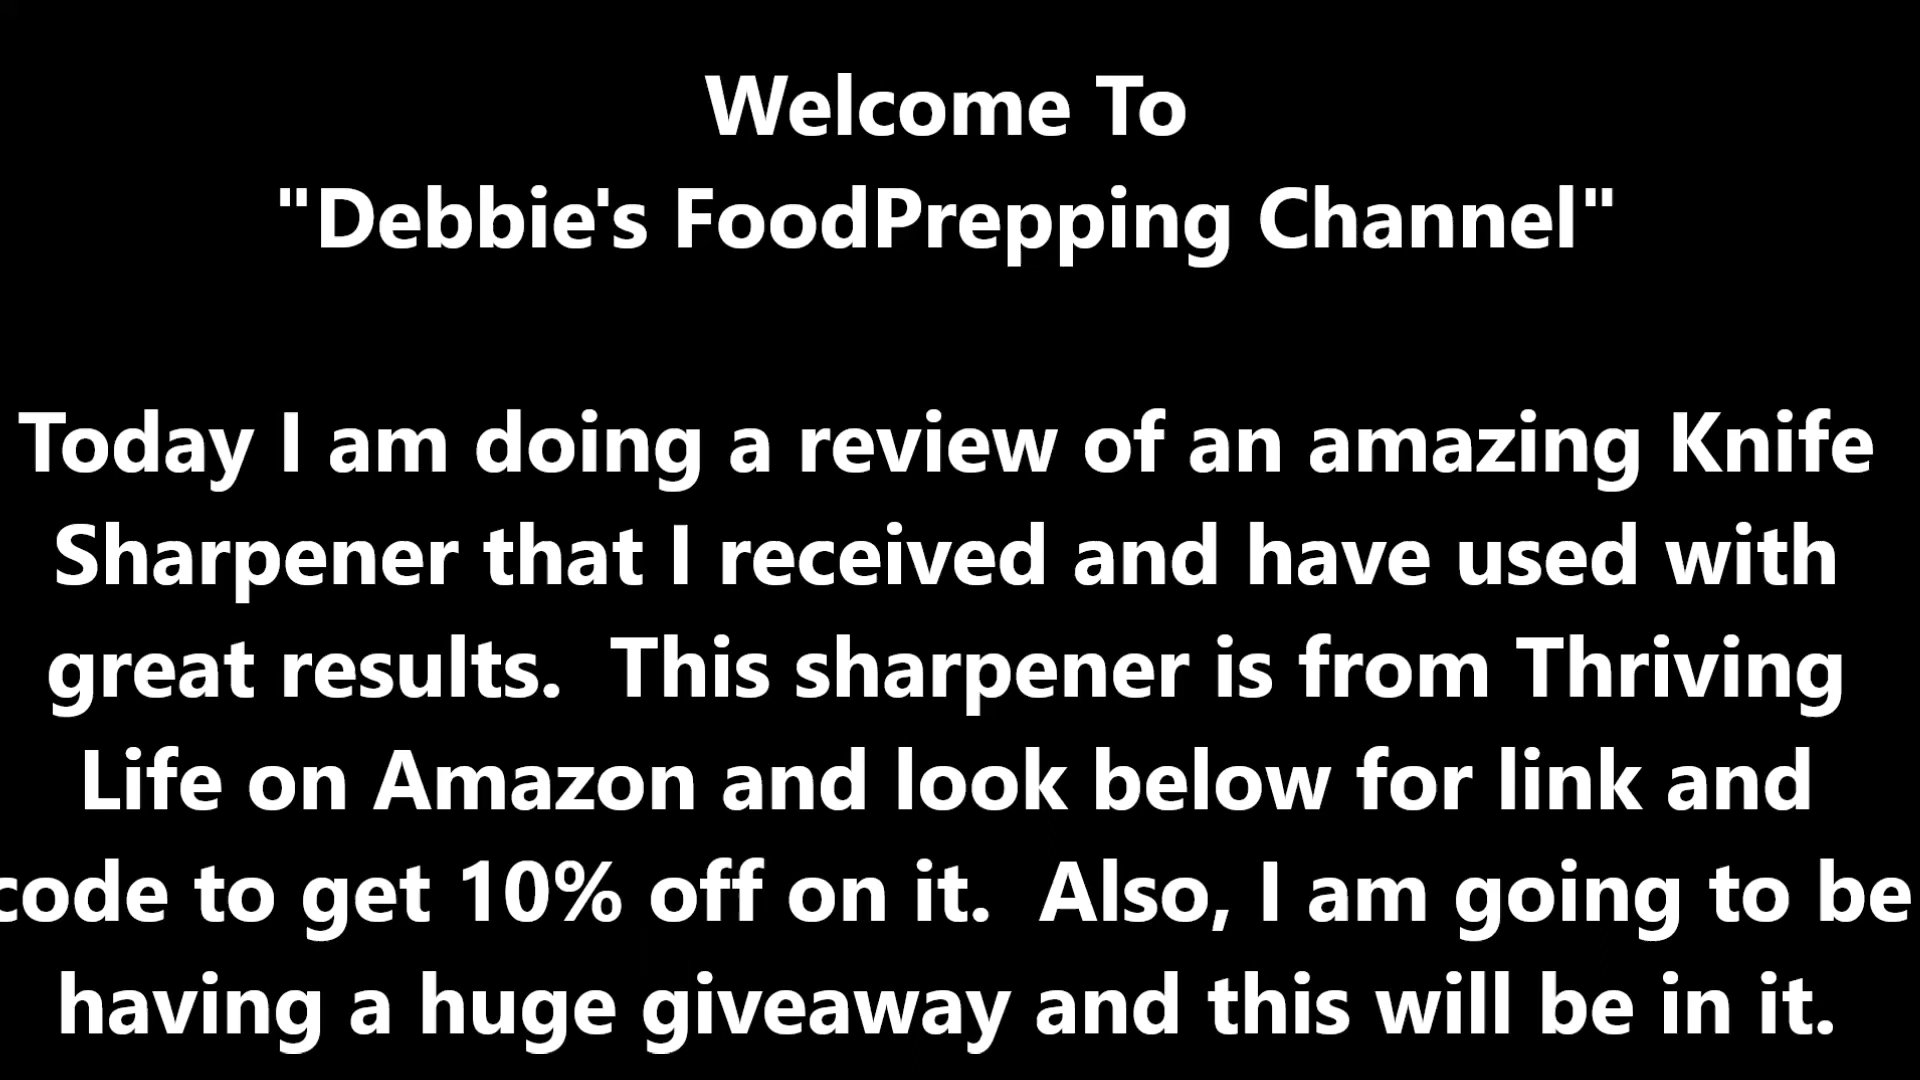 Welcome To
"Debbie's FoodPrepping Channel"
Today I am doing a review of an amazing Knife
Sharpener that I received and have used with
great results.  This sharpener is from Thriving
Life on Amazon and look below for link and
code to get 10% off on it.  Also, I am going to be
having a huge giveaway and this will be in it.